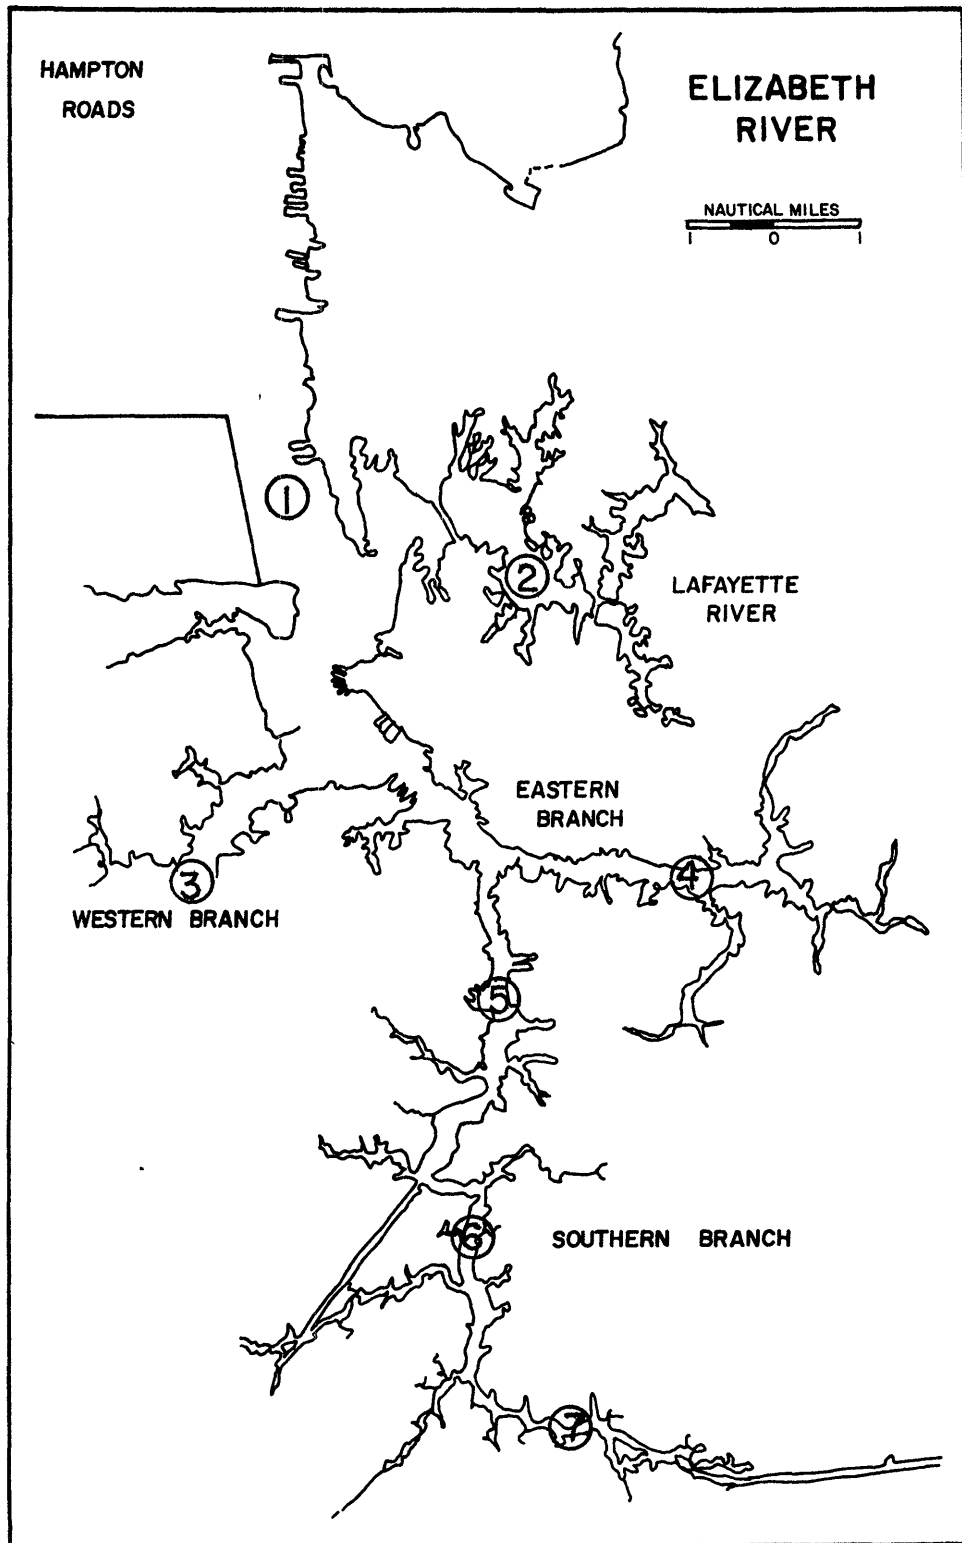 HAMPTON
ROADS
ELIZABETH
RIVER
NAUTICAL MILES
1 0 1
1
2
LAFAYETTE
RIVER
EASTERN
BRANCH
3
4
WESTERN BRANCH
5
6
SOUTHERN BRANCH
7